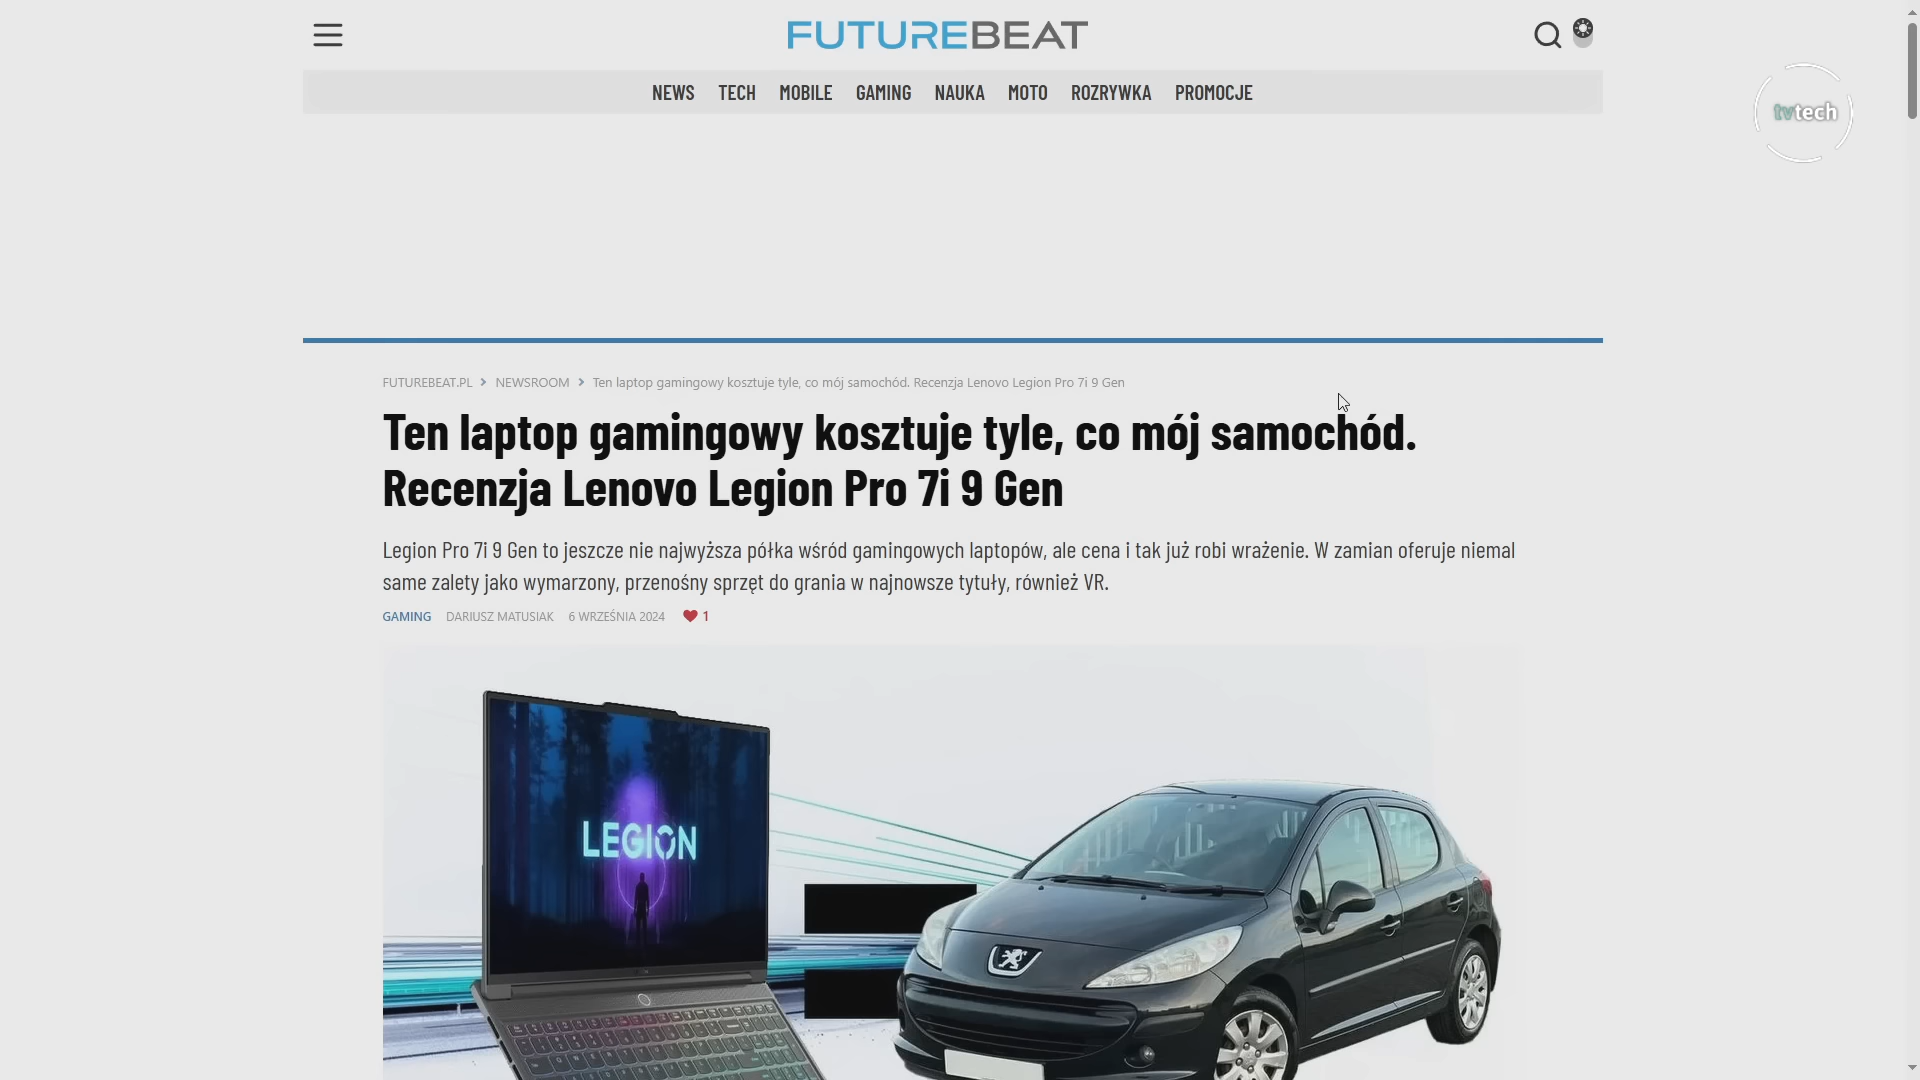 FUTUREBEAT
NEWS TECH MOBILE GAMING NAUKA MOTO ROZRYWKA PROMOCJE
tvtech
FUTUREBEAT.PL > NEWSROOM > Ten laptop gamingowy kosztuje tyle, co mój samochód. Recenzja Lenovo Legion Pro 7i 9 Gen
Ten laptop gamingowy kosztuje tyle, co mój samochód.
Recenzja Lenovo Legion Pro 7i 9 Gen
Legion Pro 7i 9 Gen to jeszcze nie najwyższa półka wśród gamingowych laptopów, ale cena i tak już robi wrażenie. W zamian oferuje niemal
same zalety jako wymarzony, przenośny sprzęt do grania w najnowsze tytuły, również VR.
GAMING DARIUSZ MATUSIAK 6 WRZEŚNIA 2024 1
LEGION